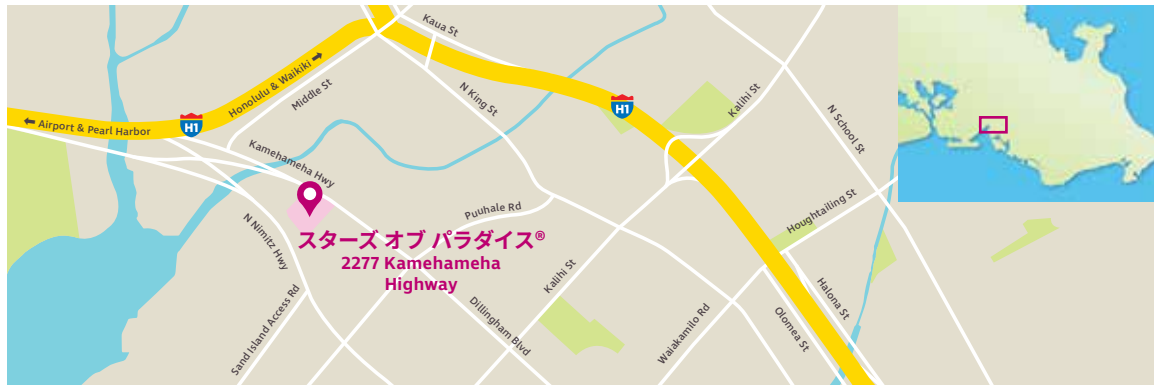 Kaua St
Honolulu & Waikiki →
Middle St
N King St
Kalihi St
H1
N School St
← Airport & Pearl Harbor
H1
Kamehameha Hwy
Houghtailing St
Puuhale Rd
N Nimitz Hwy
スターズ オブ パラダイス®
2277 Kamehameha
Highway
Kalihi St
Sand Island Access Rd
Dillingham Blvd
Waiakamilo Rd
Olomea St
Halona St